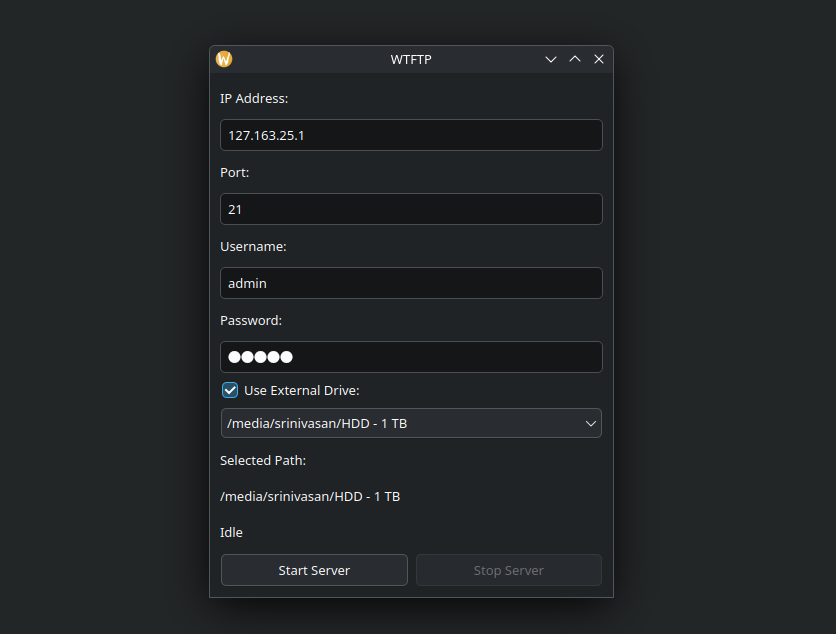 WTFTP
IP Address:
127.163.25.1
Port:
21
Username:
admin
Password:
●●●●●
Use External Drive:
/media/srinivasan/HDD - 1 TB
Selected Path:
/media/srinivasan/HDD - 1 TB
Idle
Start Server
Stop Server